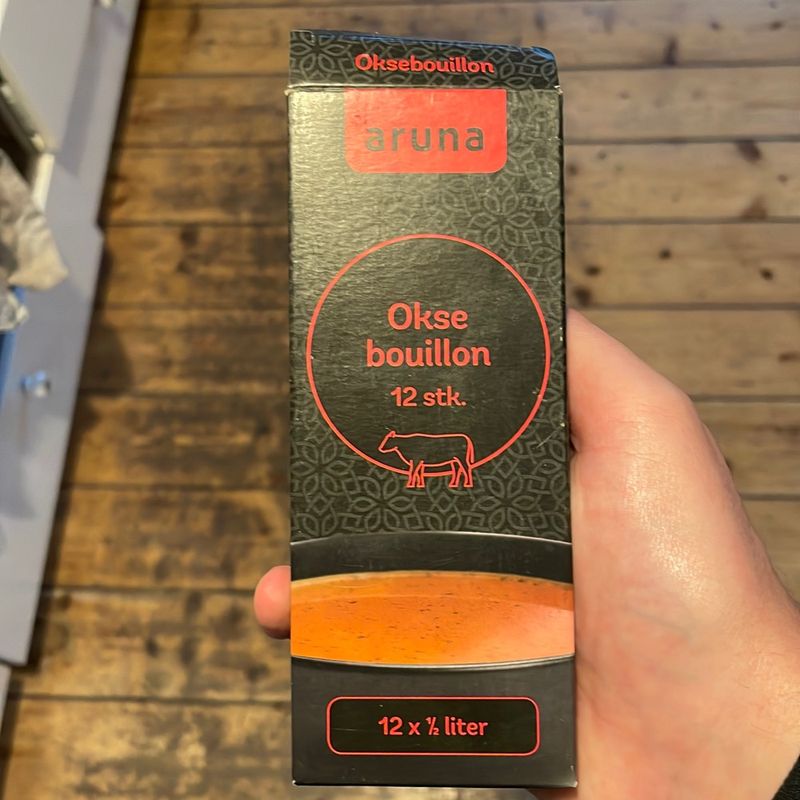 Oksebouillon
aruna
Okse
bouillon
12 stk.
12 x ½ liter